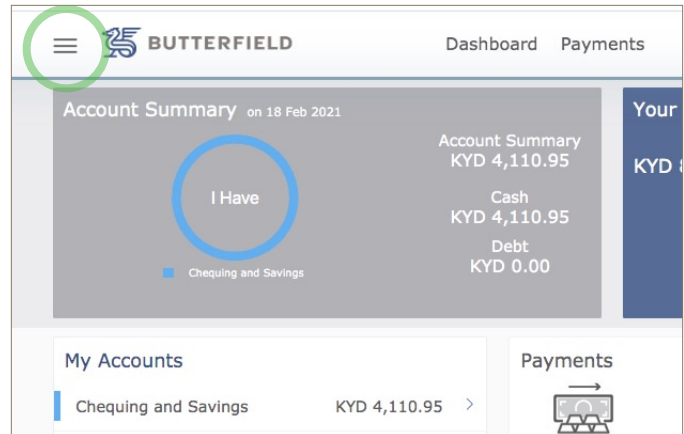 BUTTERFIELD
Dashboard Payments
Account Summary on 18 Feb 2021
Account Summary
KYD 4,110.95
I Have
Cash
KYD 4,110.95
Debt
KYD 0.00
Chequing and Savings
Your
KYD
My Accounts
Chequing and Savings KYD 4,110.95
Payments